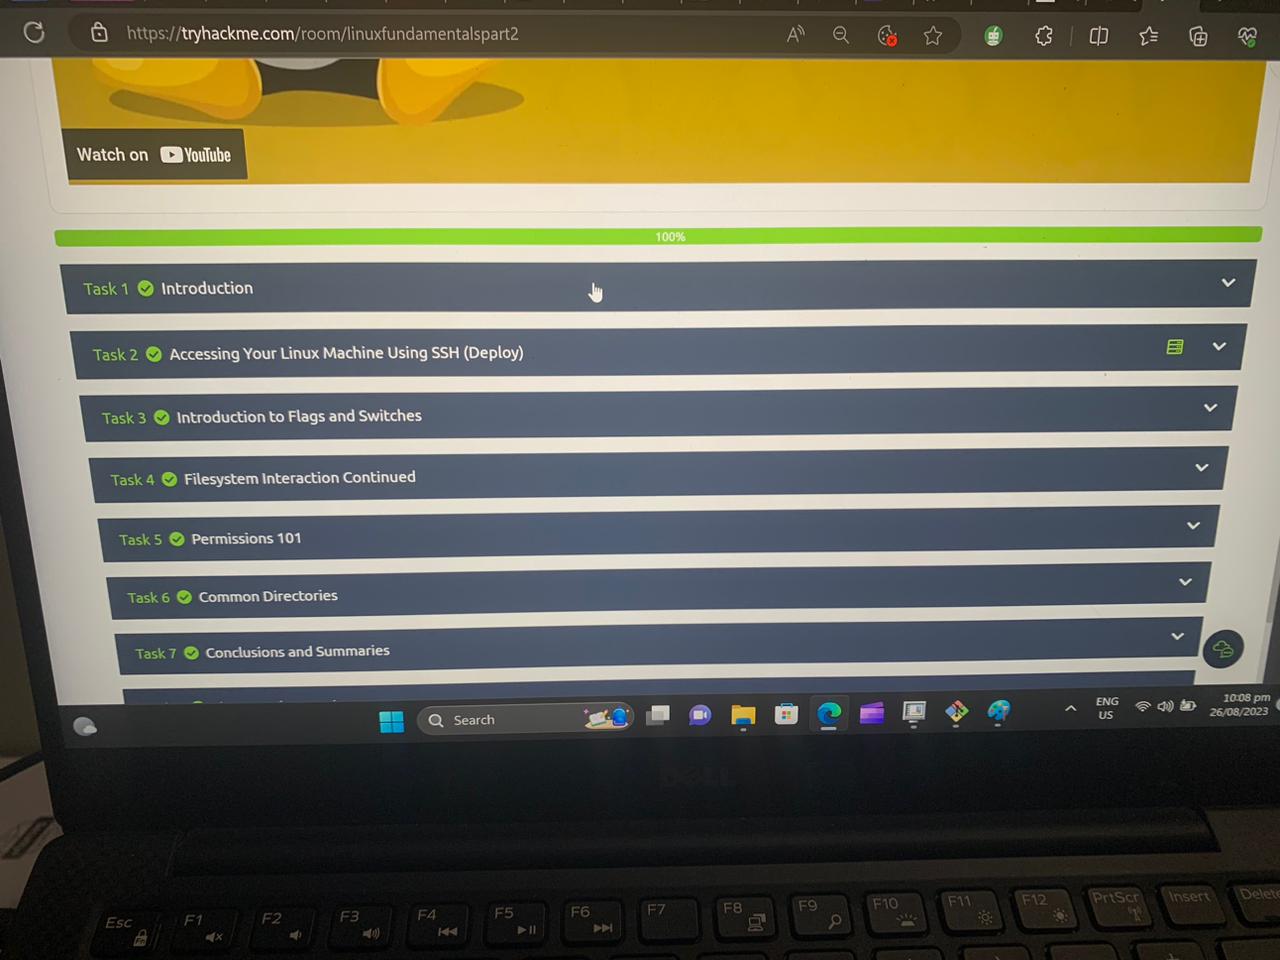 https://tryhackme.com/room/linuxfundamentalspart2
Watch on YouTube
100%
Task 1 Introduction
Task 2 Accessing Your Linux Machine Using SSH (Deploy)
Task 3 Introduction to Flags and Switches
Task 4 Filesystem Interaction Continued
Task 5 Permissions 101
Task 6 Common Directories
Task 7 Conclusions and Summaries
Search
ENG
US
10:08 pm
26/08/2023
DELL
Esc
F1
F2
F3
F4
F5
F6
F7
F8
F9
F10
F11
F12
PrtScr
Insert
Delete